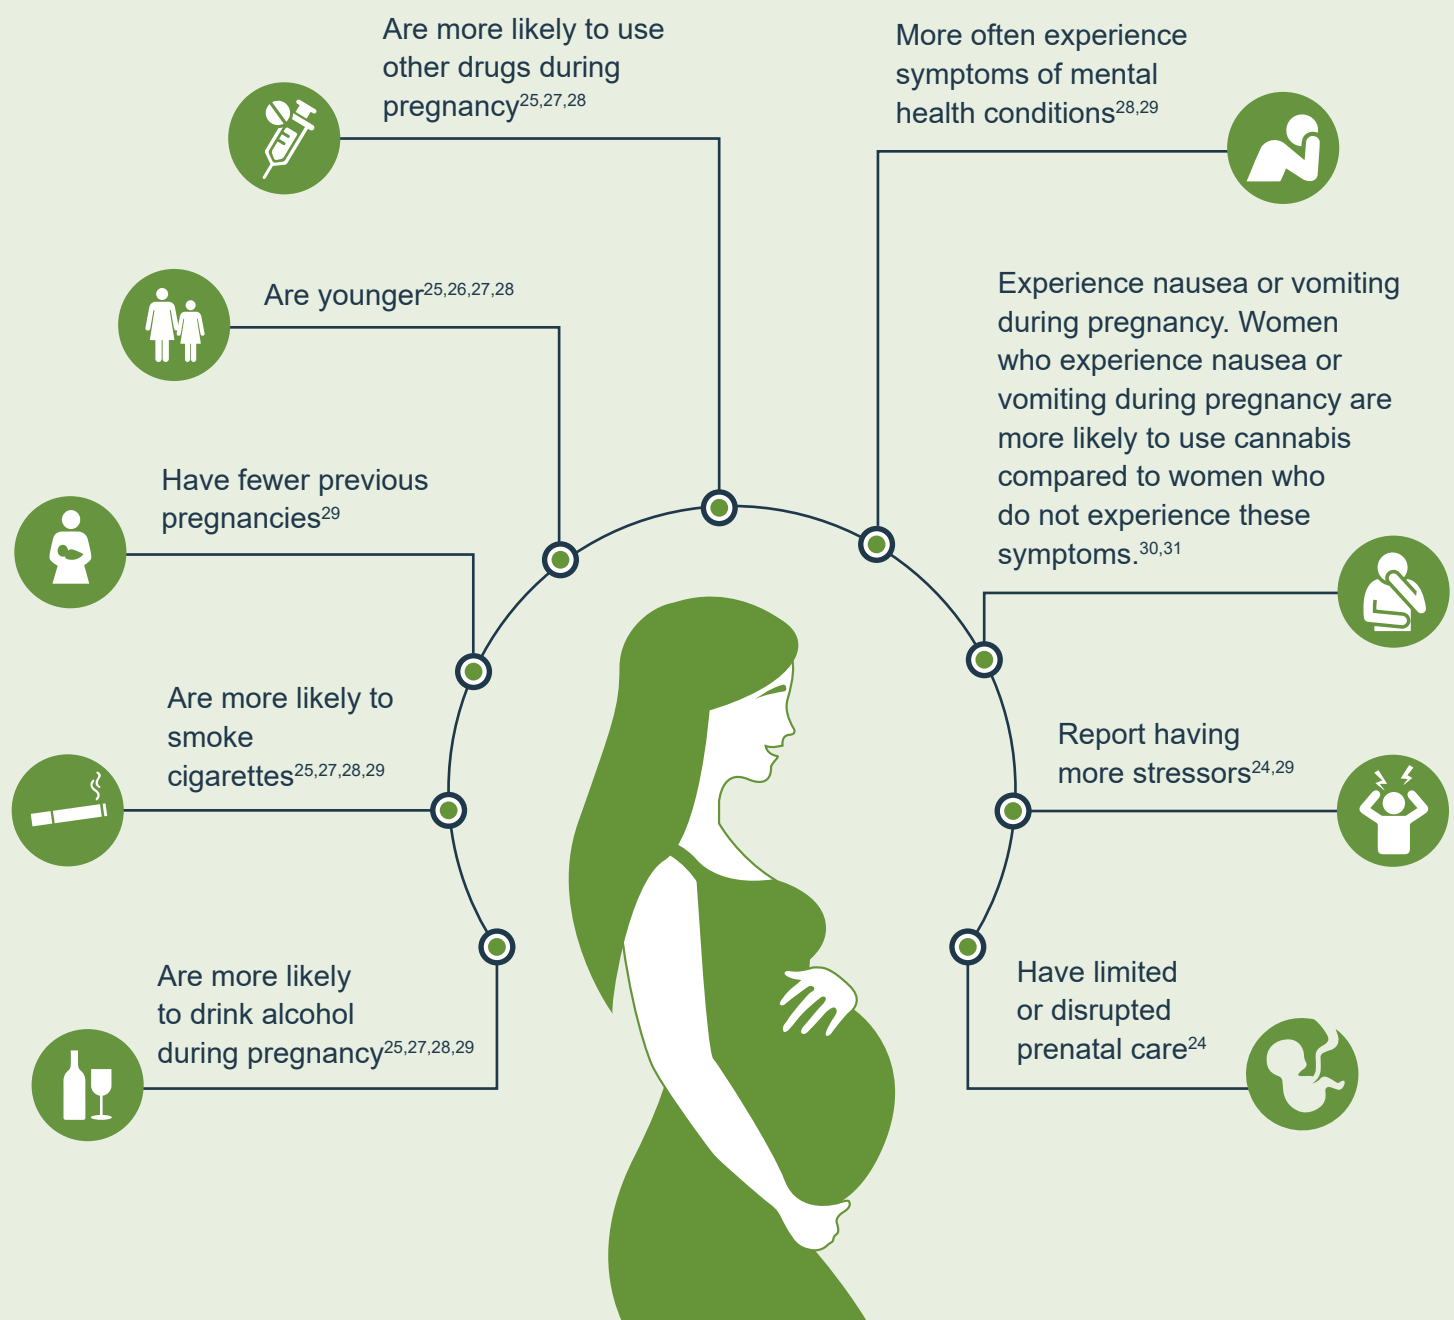 Are more likely to use
other drugs during
pregnancy25,27,28
More often experience
symptoms of mental
health conditions28,29
Are younger25,26,27,28
Experience nausea or vomiting
during pregnancy. Women
who experience nausea or
vomiting during pregnancy are
more likely to use cannabis
compared to women who
do not experience these
symptoms.30,31
Have fewer previous
pregnancies29
Are more likely to
smoke
cigarettes25,27,28,29
Report having
more stressors24,29
Are more likely
to drink alcohol
during pregnancy25,27,28,29
Have limited
or disrupted
prenatal care24